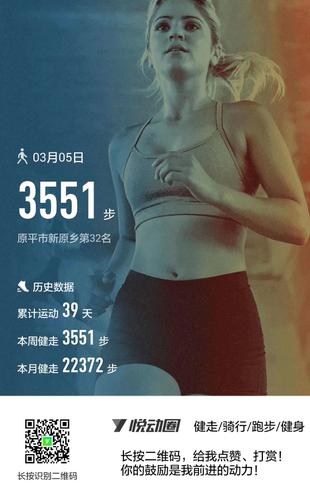 03月05日
3551 步
原平市新原乡第32名
历史数据
累计运动 39 天
本周健走 3551 步
本月健走 22372 步
悦动圈 健走/骑行/跑步/健身
长按二维码，给我点赞、打赏！
你的鼓励是我前进的动力！
长按识别二维码